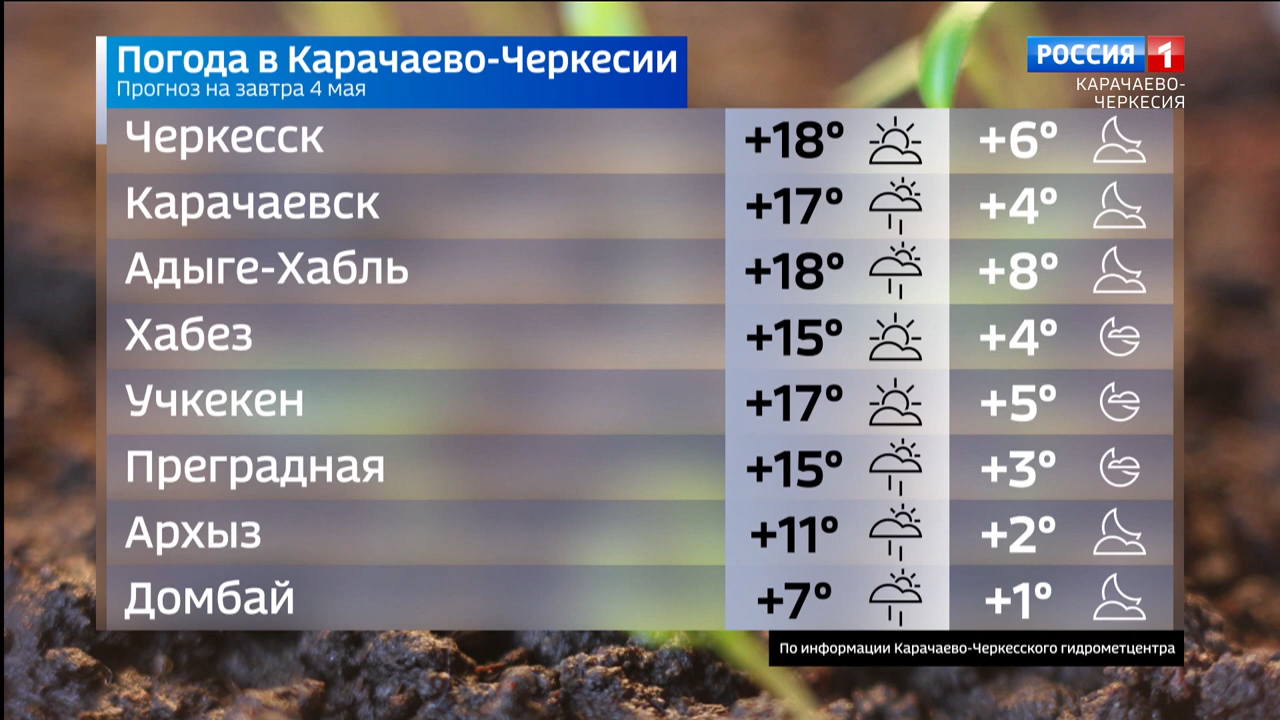 Погода в Карачаево-Черкесии
Прогноз на завтра 4 мая
РОССИЯ 1
КАРАЧАЕВО-
ЧЕРКЕСИЯ
Черкесск +18° +6°
Карачаевск +17° +4°
Адыге-Хабль +18° +8°
Хабез +15° +4°
Учкекен +17° +5°
Преградная +15° +3°
Архыз +11° +2°
Домбай +7° +1°
По информации Карачаево-Черкесского гидрометцентра